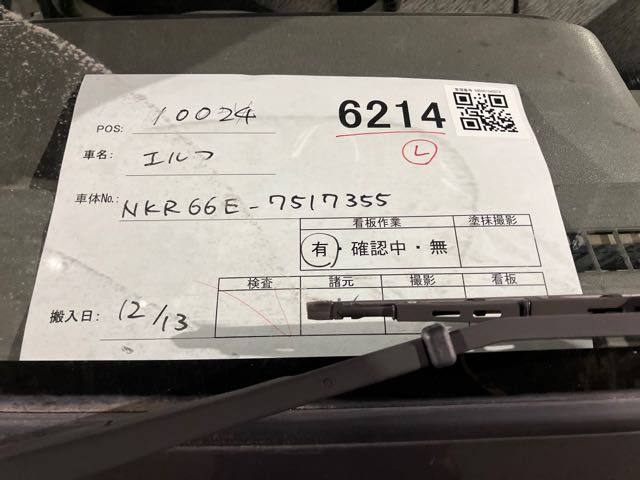 6214
POS: 10024
L
車名: エルフ
車体No.: NKR66E-7517355
看板作業 塗抹撮影
有・確認中・無
検査 諸元 撮影 看板
搬入日: 12/13